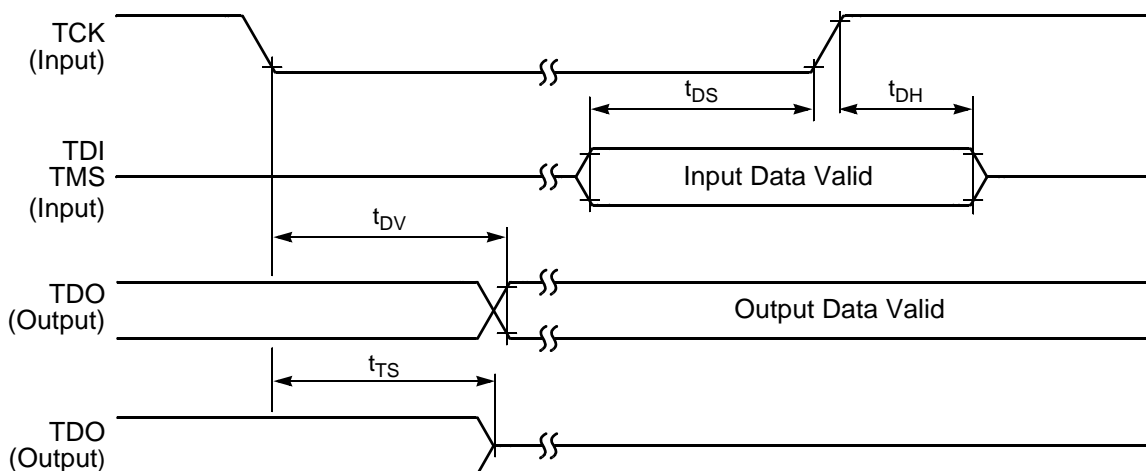 TCK
(Input)
tDS
tDH
TDI
TMS
(Input)
Input Data Valid
tDV
TDO
(Output)
Output Data Valid
tTS
TDO
(Output)